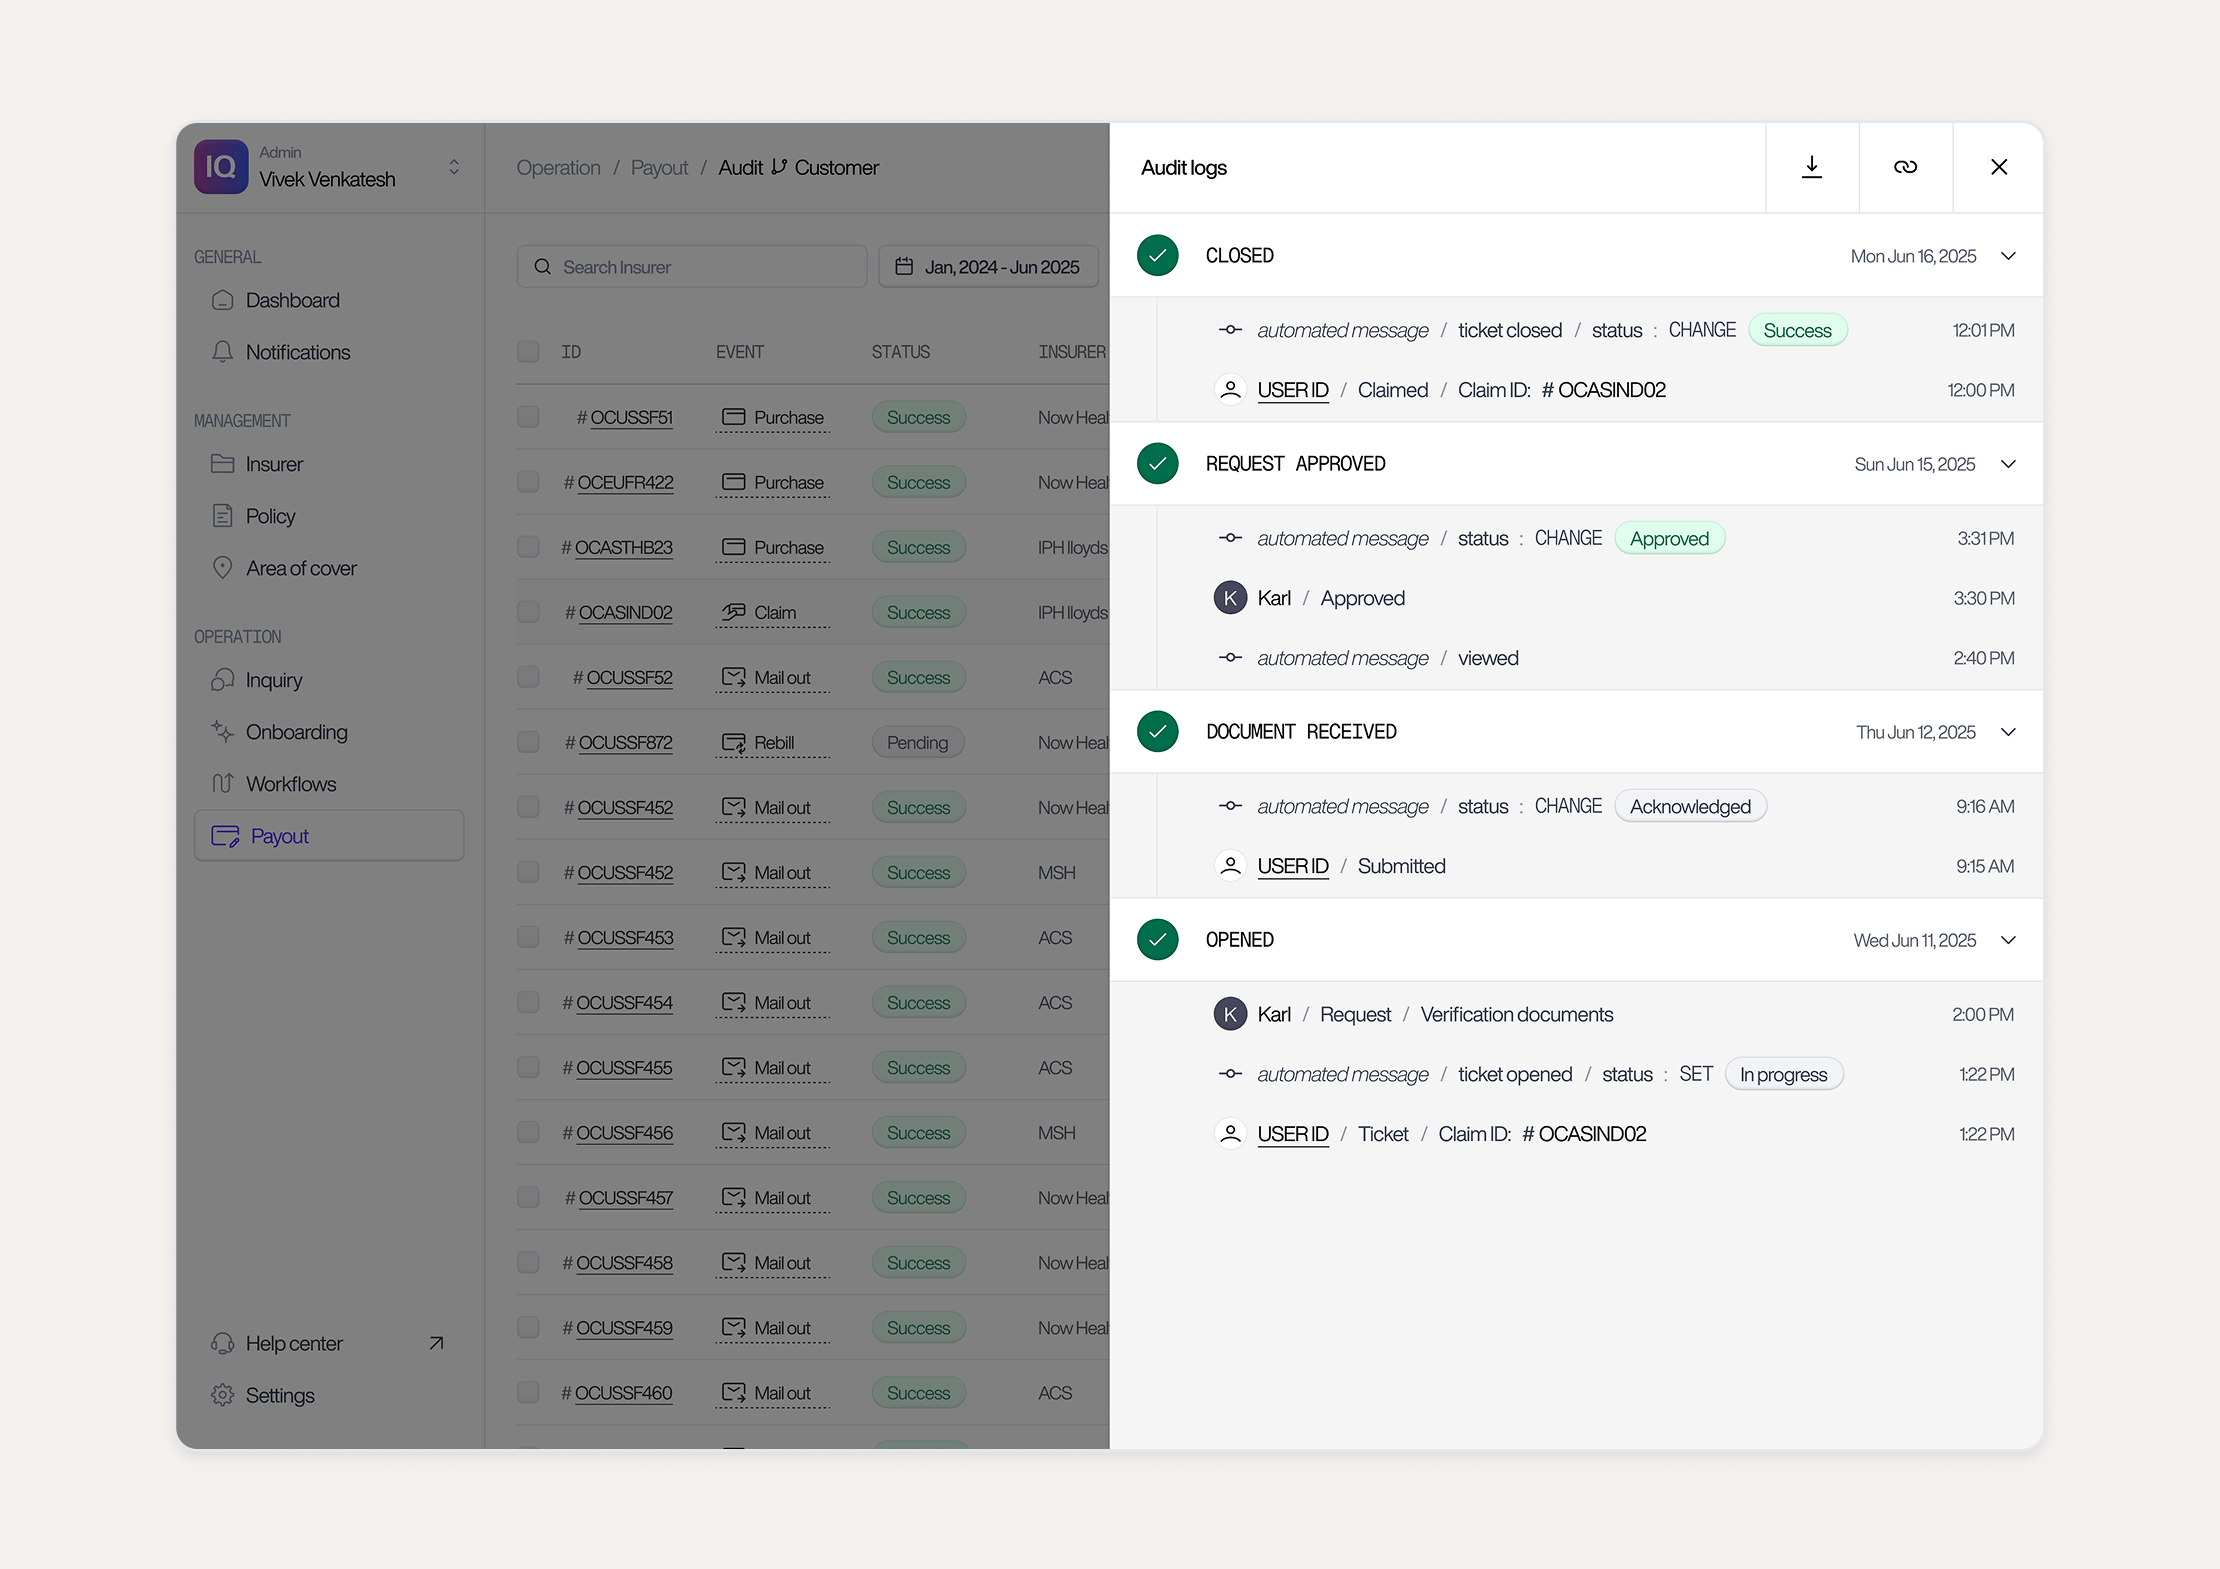 IQ
Admin
Vivek Venkatesh
GENERAL
Dashboard
Notifications
MANAGEMENT
Insurer
Policy
Area of cover
OPERATION
Inquiry
Onboarding
Workflows
Payout
Help center
Settings
Operation / Payout / Audit Customer
Search Insurer
Jan, 2024 - Jun 2025
ID EVENT STATUS INSURER
# OCUSSF51 Purchase Success Now Heal
# OCEUFR422 Purchase Success Now Heal
# OCASTHB23 Purchase Success IPH lloyds
# OCASIND02 Claim Success IPH lloyds
# OCUSSF52 Mail out Success ACS
# OCUSSF872 Rebill Pending Now Heal
# OCUSSF452 Mail out Success Now Heal
# OCUSSF452 Mail out Success MSH
# OCUSSF453 Mail out Success ACS
# OCUSSF454 Mail out Success ACS
# OCUSSF455 Mail out Success ACS
# OCUSSF456 Mail out Success MSH
# OCUSSF457 Mail out Success Now Heal
# OCUSSF458 Mail out Success Now Heal
# OCUSSF459 Mail out Success Now Heal
# OCUSSF460 Mail out Success ACS
Audit logs
CLOSED Mon Jun 16, 2025
automated message / ticket closed / status : CHANGE Success 12:01 PM
USER ID / Claimed / Claim ID: # OCASIND02 12:00 PM
REQUEST APPROVED Sun Jun 15, 2025
automated message / status : CHANGE Approved 3:31 PM
K Karl / Approved 3:30 PM
automated message / viewed 2:40 PM
DOCUMENT RECEIVED Thu Jun 12, 2025
automated message / status : CHANGE Acknowledged 9:16 AM
USER ID / Submitted 9:15 AM
OPENED Wed Jun 11, 2025
K Karl / Request / Verification documents 2:00 PM
automated message / ticket opened / status : SET In progress 1:22 PM
USER ID / Ticket / Claim ID: # OCASIND02 1:22 PM